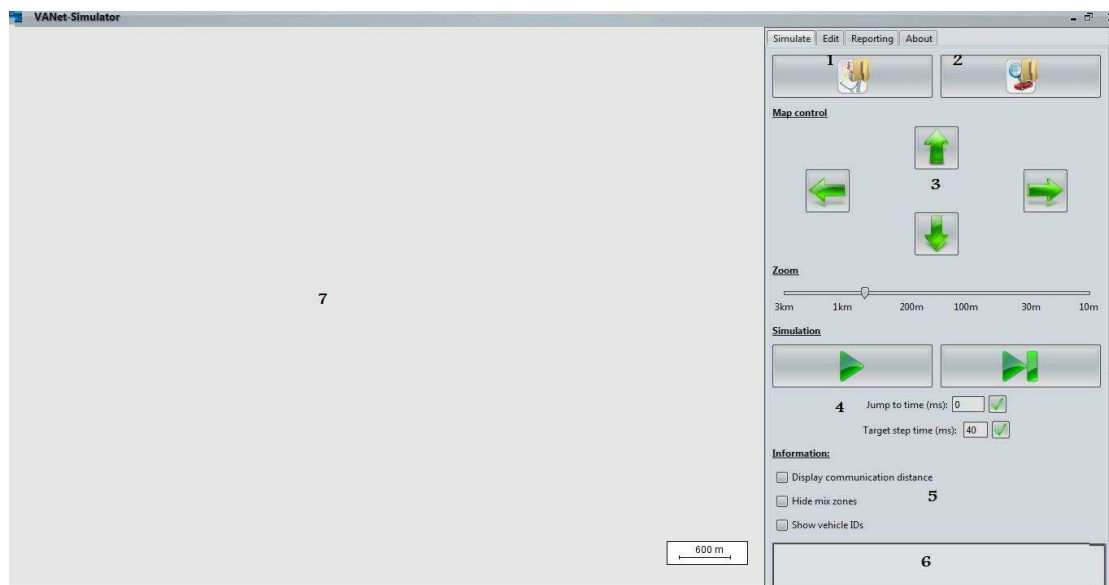 VANet-Simulator
Simulate Edit Reporting About
1 2
Map control
3
Zoom
3km 1km 200m 100m 30m 10m
Simulation
4 Jump to time (ms): 0
Target step time (ms): 40
Information:
Display communication distance
Hide mix zones 5
Show vehicle IDs
6
7
600 m